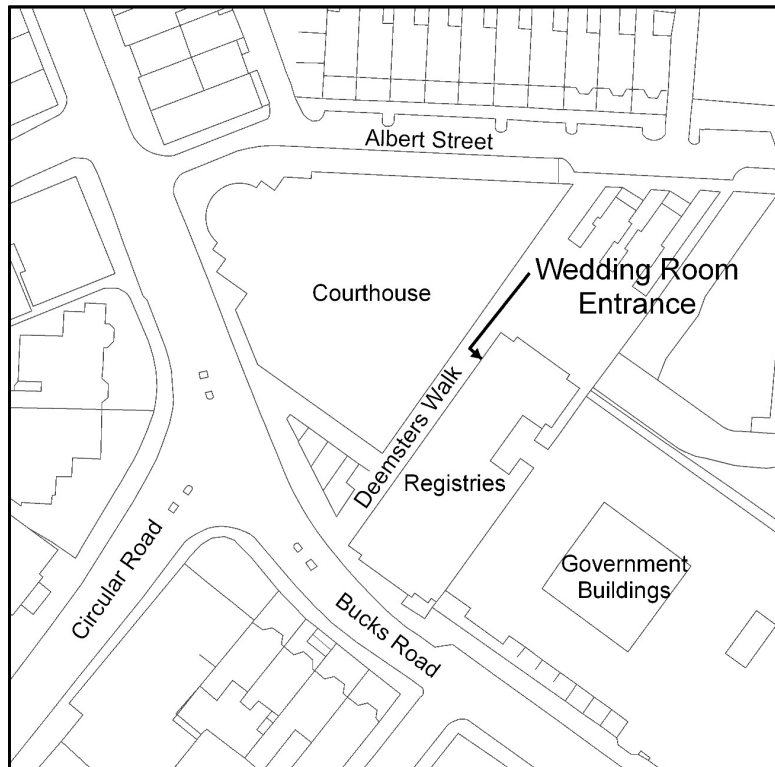 Albert Street
Wedding Room
Entrance
Courthouse
Deemsters Walk
Registries
Government
Buildings
Circular Road
Bucks Road